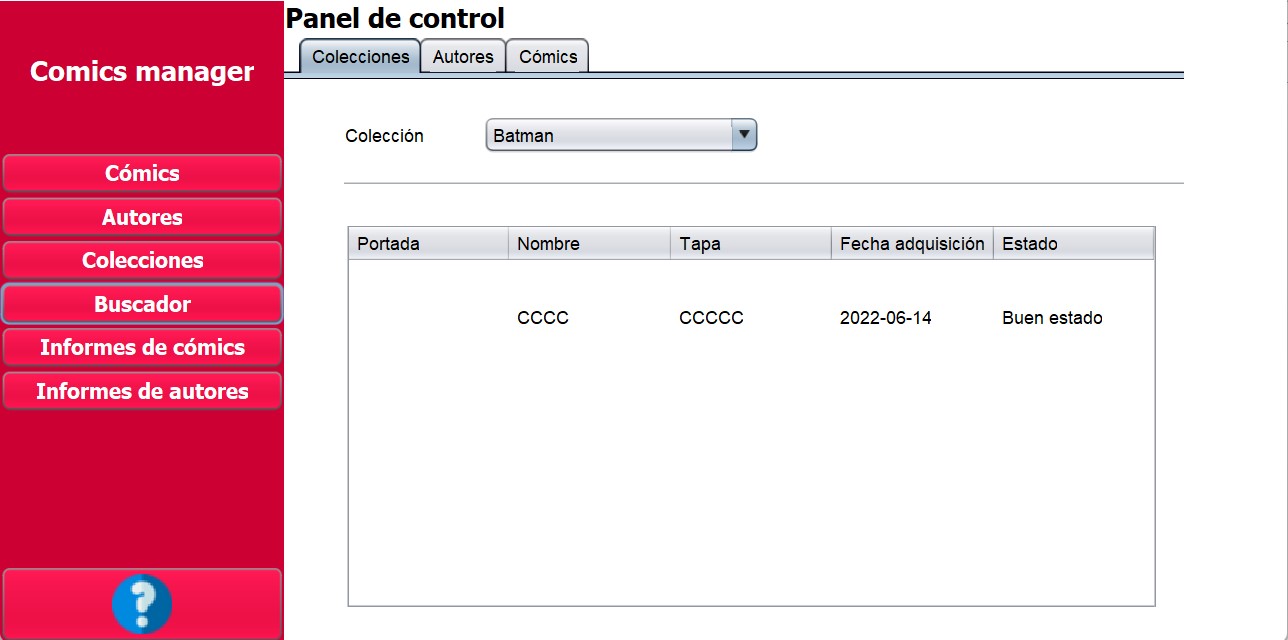 Comics manager
Cómics
Autores
Colecciones
Buscador
Informes de cómics
Informes de autores
?
Panel de control
Colecciones Autores Cómics
Colección Batman
Portada Nombre Tapa Fecha adquisición Estado
CCCC CCCCC 2022-06-14 Buen estado